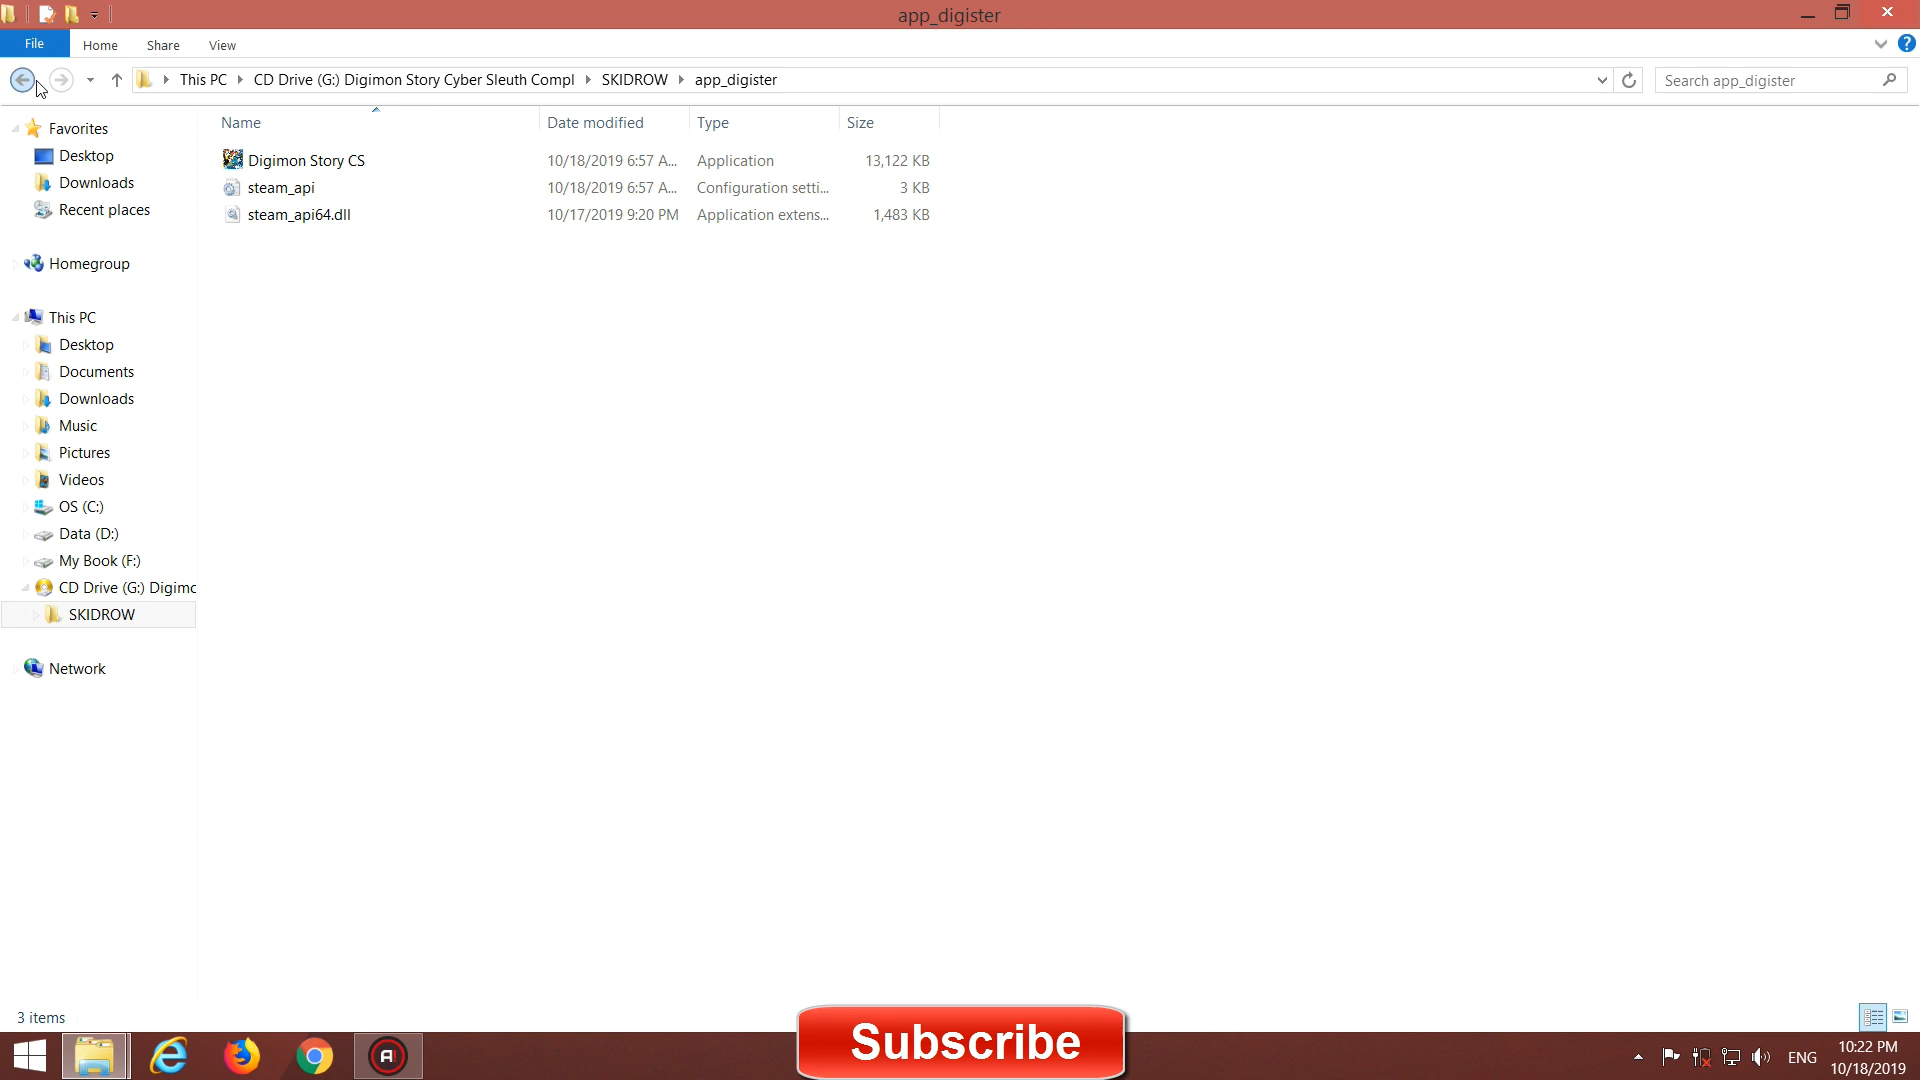 app_digister
File
Home
Share
View
This PC
CD Drive (G:) Digimon Story Cyber Sleuth Compl
SKIDROW
app_digister
Search app_digister
Name
Date modified
Type
Size
Digimon Story CS
10/18/2019 6:57 A...
Application
13,122 KB
steam_api
10/18/2019 6:57 A...
Configuration setti...
3 KB
steam_api64.dll
10/17/2019 9:20 PM
Application extens...
1,483 KB
Favorites
Desktop
Downloads
Recent places
Homegroup
This PC
Desktop
Documents
Downloads
Music
Pictures
Videos
OS (C:)
Data (D:)
My Book (F:)
CD Drive (G:) Digimo
SKIDROW
Network
3 items
Subscribe
ENG
10:22 PM
10/18/2019